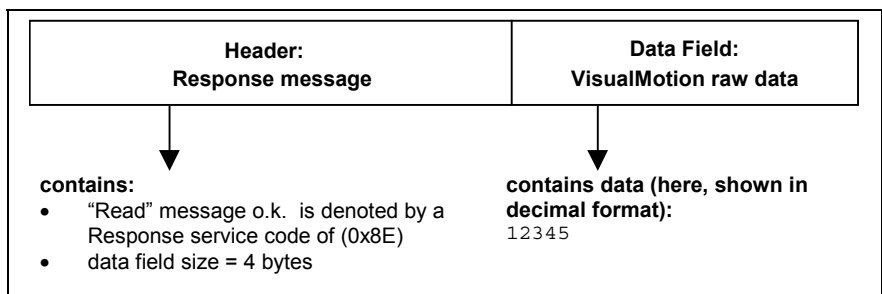 Header:
Response message
Data Field:
VisualMotion raw data
contains:
• “Read” message o.k. is denoted by a
Response service code of (0x8E)
• data field size = 4 bytes
contains data (here, shown in
decimal format):
12345